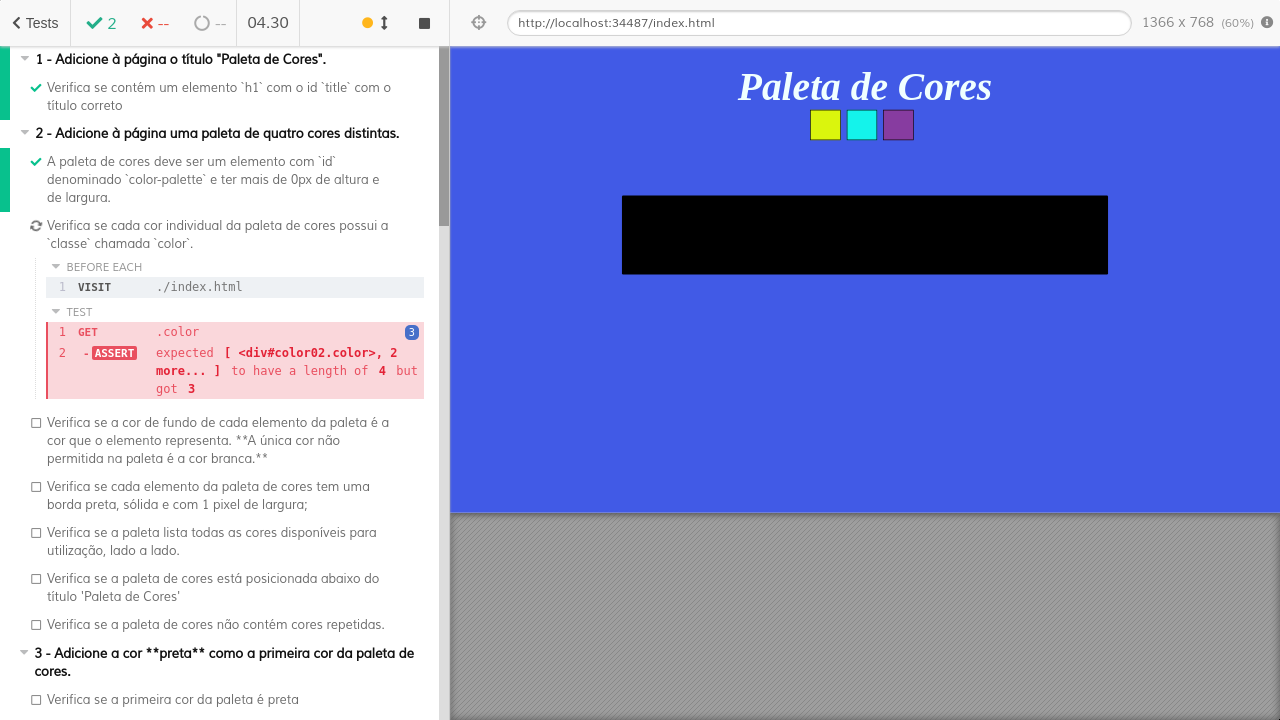 Tests 2 -- -- 04.30
http://localhost:34487/index.html 1366 x 768 (60%)
1 - Adicione à página o título "Paleta de Cores".
Verifica se contém um elemento `h1` com o id `title` com o
título correto
2 - Adicione à página uma paleta de quatro cores distintas.
A paleta de cores deve ser um elemento com `id`
denominado `color-palette` e ter mais de 0px de altura e
de largura.
Verifica se cada cor individual da paleta de cores possui a
`classe` chamada `color`.
BEFORE EACH
1 VISIT ./index.html
TEST
1 GET .color 3
2 - ASSERT expected [ <div#color02.color>, 2
more... ] to have a length of 4 but
got 3
Verifica se a cor de fundo de cada elemento da paleta é a
cor que o elemento representa. **A única cor não
permitida na paleta é a cor branca.**
Verifica se cada elemento da paleta de cores tem uma
borda preta, sólida e com 1 pixel de largura;
Verifica se a paleta lista todas as cores disponíveis para
utilização, lado a lado.
Verifica se a paleta de cores está posicionada abaixo do
título 'Paleta de Cores'
Verifica se a paleta de cores não contém cores repetidas.
3 - Adicione a cor **preta** como a primeira cor da paleta de
cores.
Verifica se a primeira cor da paleta é preta
Paleta de Cores